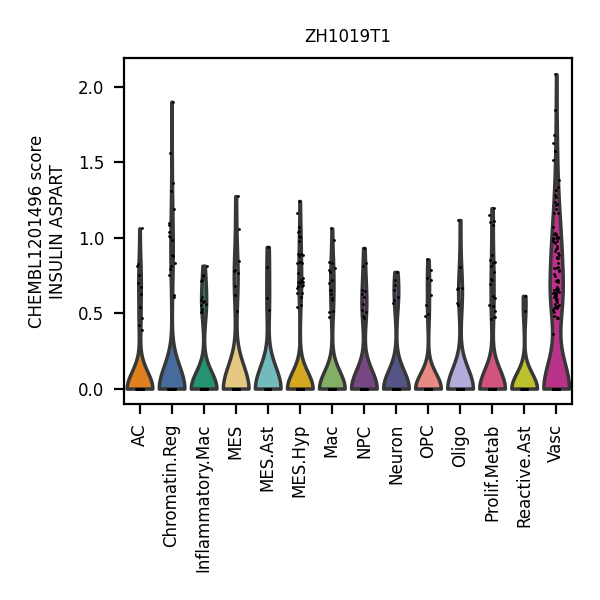 ZH1019T1
CHEMBL1201496 score
INSULIN ASPART
2.0
1.5
1.0
0.5
0.0
AC
Chromatin.Reg
Inflammatory.Mac
MES
MES.Ast
MES.Hyp
Mac
NPC
Neuron
OPC
Oligo
Prolif.Metab
Reactive.Ast
Vasc